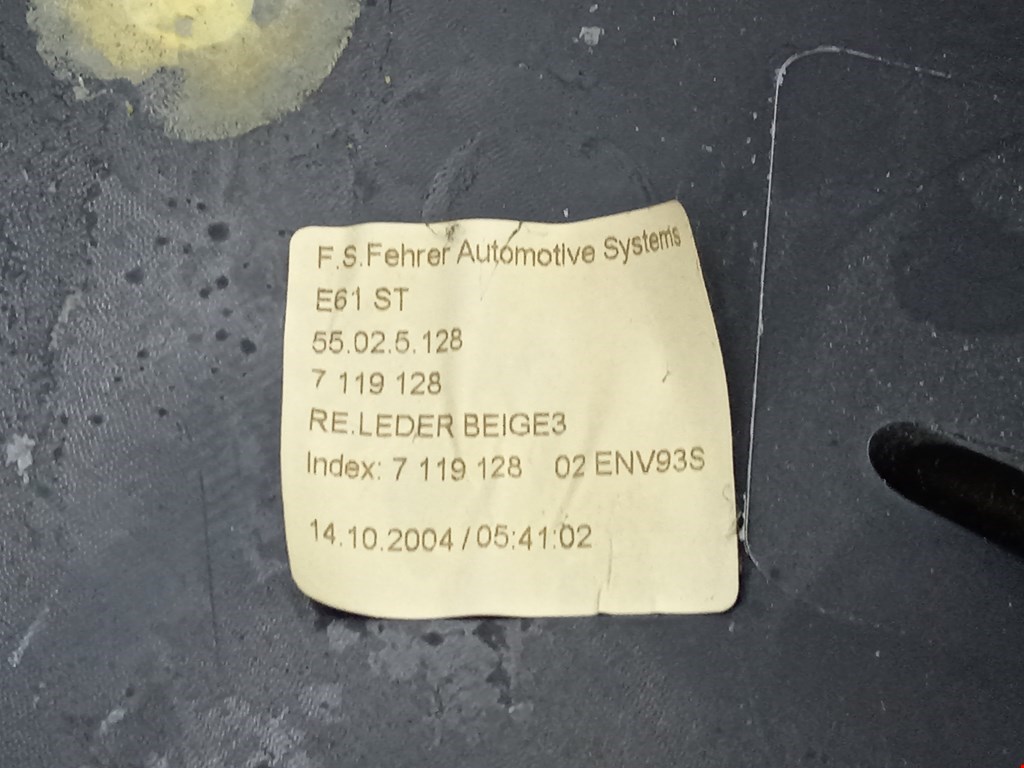 F.S.Fehrer Automotive Systems
E61 ST
55.02.5.128
7 119 128
RE.LEDER BEIGE3
Index: 7 119 128 02 ENV93S
14.10.2004 / 05:41:02